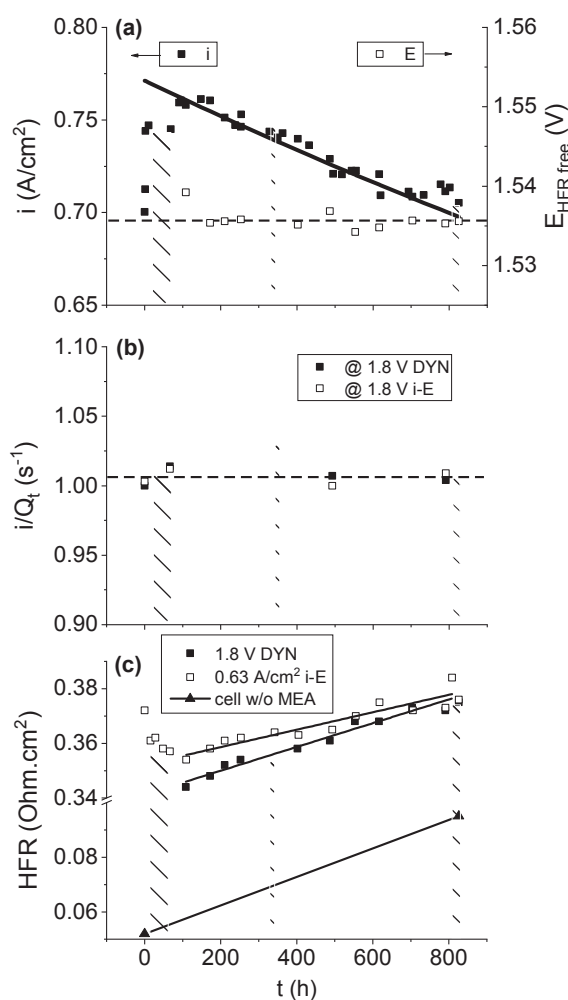 (a)
i
E
0.80
0.75
0.70
0.65
i (A/cm²)
1.56
1.55
1.54
1.53
E_HFR free (V)
(b)
@ 1.8 V DYN
@ 1.8 V i-E
1.10
1.05
1.00
0.95
0.90
i/Q_t (s⁻¹)
(c)
1.8 V DYN
0.63 A/cm² i-E
cell w/o MEA
0.38
0.36
0.34
0.08
0.06
HFR (Ohm.cm²)
0 200 400 600 800
t (h)